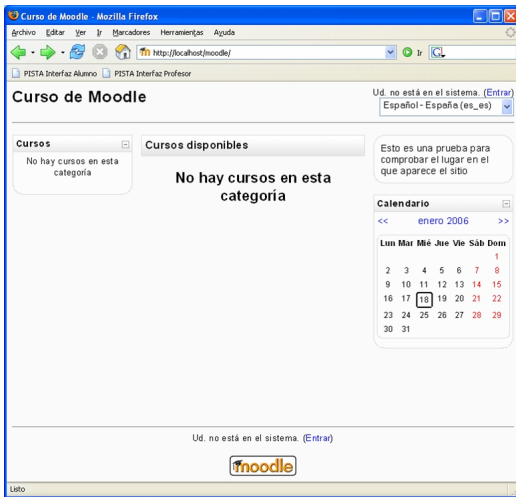 Curso de Moodle - Mozilla Firefox
Archivo Editar Ver Ir Marcadores Herramientas Ayuda
http://localhost/moodle/
Ir
PISTA Interfaz Alumno PISTA Interfaz Profesor
Curso de Moodle
Ud. no está en el sistema. (Entrar)
Español - España (es_es)
Cursos
No hay cursos en esta
categoría
Cursos disponibles
No hay cursos en esta
categoría
Esto es una prueba para
comprobar el lugar en el
que aparece el sitio
Calendario
<< enero 2006 >>
Lun Mar Mié Jue Vie Sáb Dom
1
2 3 4 5 6 7 8
9 10 11 12 13 14 15
16 17 18 19 20 21 22
23 24 25 26 27 28 29
30 31
Ud. no está en el sistema. (Entrar)
moodle
Listo